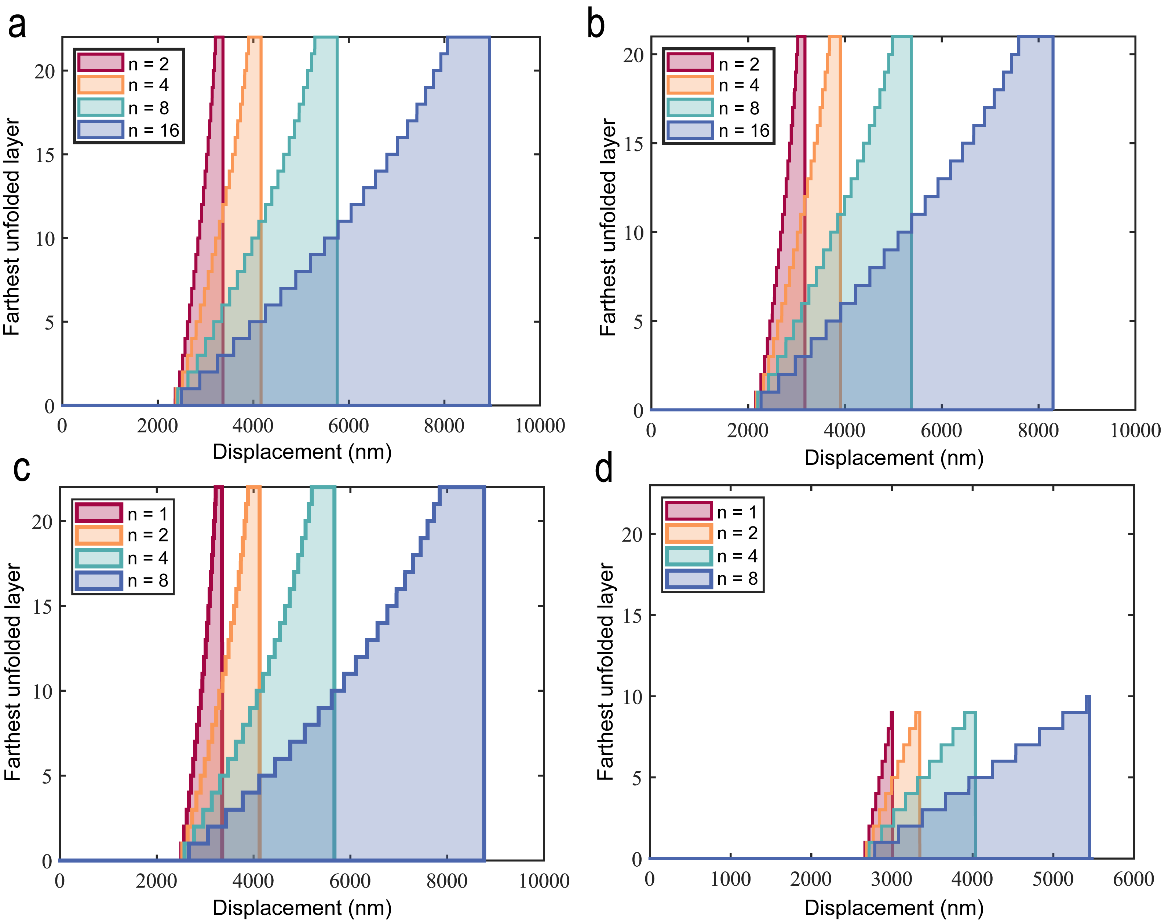 a
Farthest unfolded layer
20
15
10
5
0
n = 2
n = 4
n = 8
n = 16
0 2000 4000 6000 8000 10000
Displacement (nm)
b
Farthest unfolded layer
20
15
10
5
0
n = 2
n = 4
n = 8
n = 16
0 2000 4000 6000 8000 10000
Displacement (nm)
c
Farthest unfolded layer
20
15
10
5
0
n = 1
n = 2
n = 4
n = 8
0 2000 4000 6000 8000 10000
Displacement (nm)
d
Farthest unfolded layer
20
15
10
5
0
n = 1
n = 2
n = 4
n = 8
0 1000 2000 3000 4000 5000 6000
Displacement (nm)